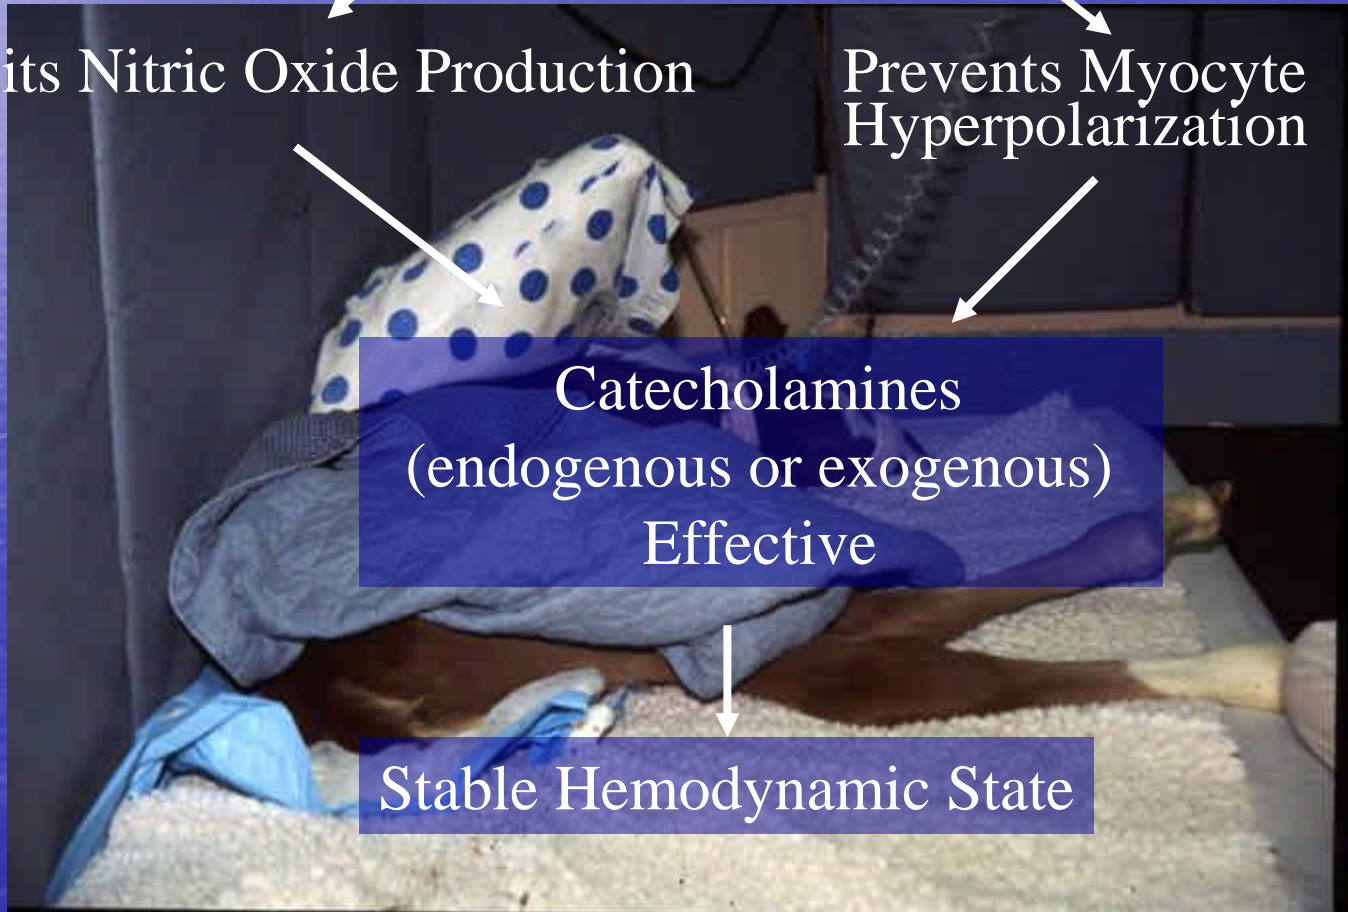 its Nitric Oxide Production
Prevents Myocyte
Hyperpolarization
Catecholamines
(endogenous or exogenous)
Effective
Stable Hemodynamic State